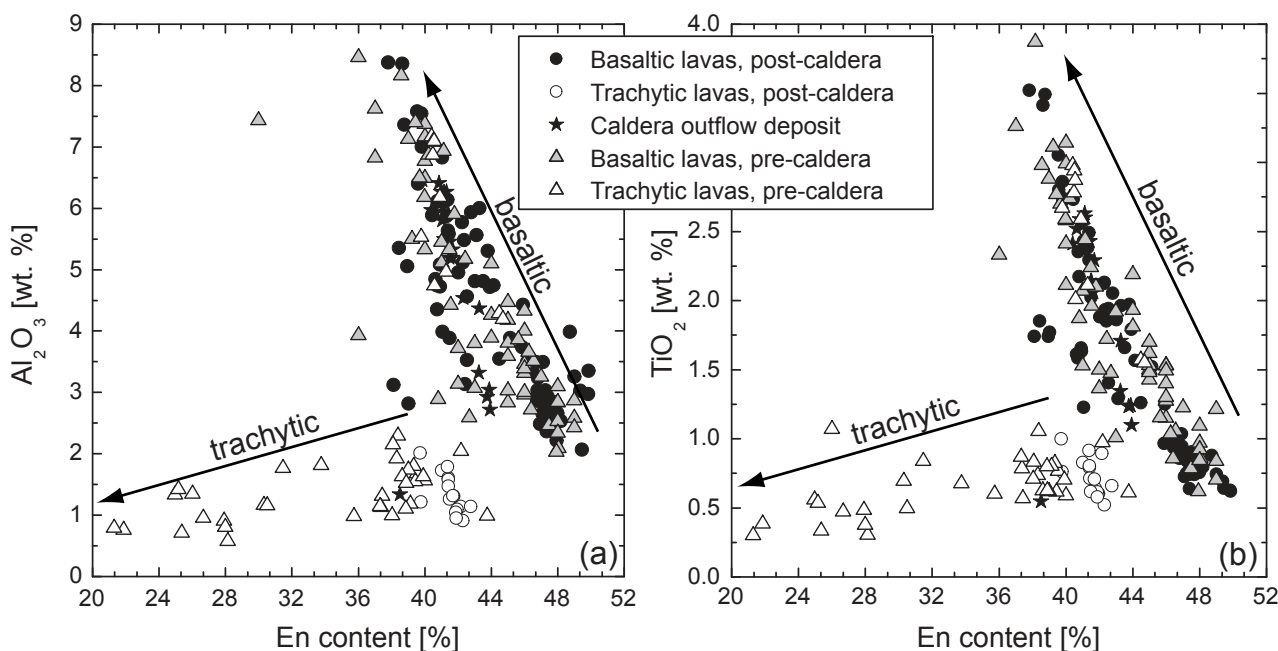 9
8
7
6
5
4
3
2
1
0
Al₂O₃ [wt. %]
basaltic
trachytic
(a)
20 24 28 32 36 40 44 48 52
En content [%]
Basaltic lavas, post-caldera
Trachytic lavas, post-caldera
Caldera outflow deposit
Basaltic lavas, pre-caldera
Trachytic lavas, pre-caldera
4.0
2.5
2.0
1.5
1.0
0.5
0.0
TiO₂ [wt. %]
basaltic
trachytic
(b)
20 24 28 32 36 40 44 48 52
En content [%]